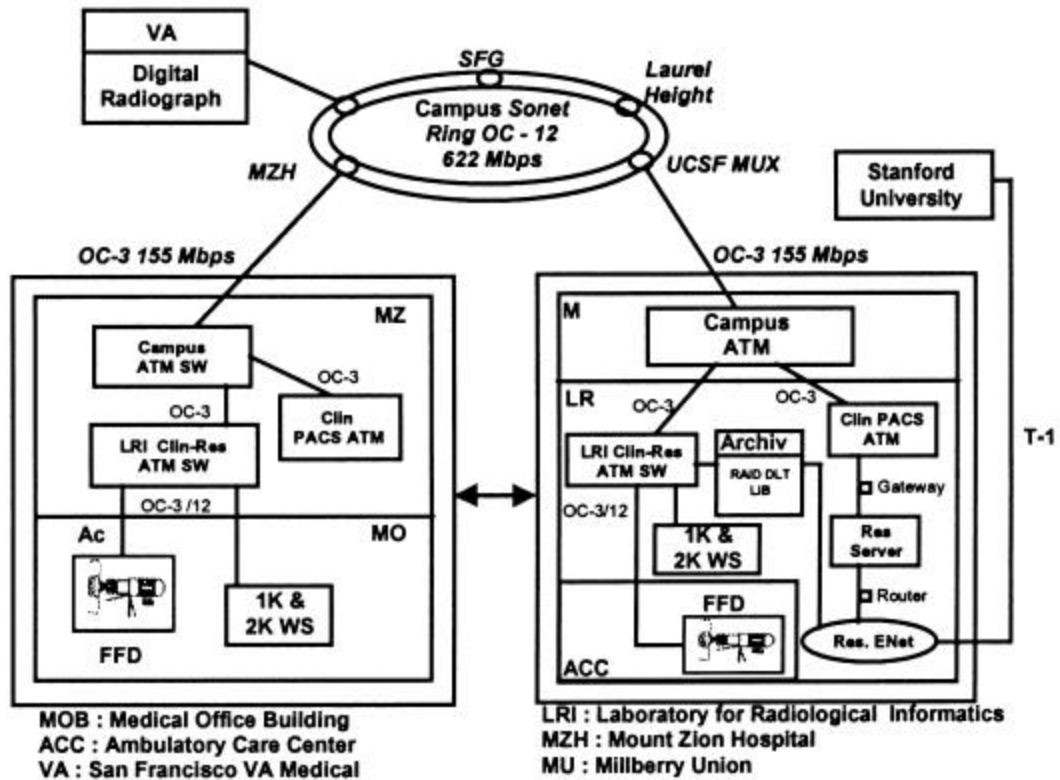 VA
Digital
Radiograph
SFG
Laurel
Height
Campus Sonet
Ring OC - 12
622 Mbps
MZH
UCSF MUX
Stanford
University
OC-3 155 Mbps
OC-3 155 Mbps
MZ
Campus
ATM SW
OC-3
OC-3
Clin
PACS ATM
LRI Clin-Res
ATM SW
OC-3 /12
Ac
MO
1K &
2K WS
FFD
M
Campus
ATM
LR
OC-3
OC-3
Clin PACS
ATM
LRI Clin-Res
ATM SW
Archiv
RAID DLT
LIB
T-1
Gateway
OC-3/12
1K &
2K WS
Res
Server
Router
FFD
Res. ENet
ACC
MOB : Medical Office Building
ACC : Ambulatory Care Center
VA : San Francisco VA Medical
LRI : Laboratory for Radiological Informatics
MZH : Mount Zion Hospital
MU : Millberry Union